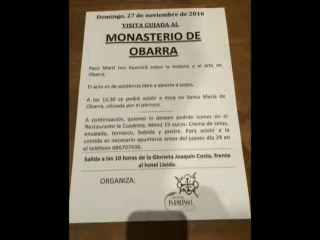 Domingo, 27 de noviembre de 2016
VISITA GUIADA AL
MONASTERIO DE
OBARRA
Paco Martí nos ilustrará sobre la historia y el arte de
Obarra.
El acto es de asistencia libre y abierto a todos.
A las 12,30 se podrá asistir a misa en Santa María de
Obarra, oficiada por el párroco.
A continuación, quienes lo deseen podrán comer en el
Restaurante la Cuadreta. Menú 15 euros: Crema de setas,
ensalada, ternasco, bebida y postre. Para asistir a la
comida es necesario apuntarse antes del jueves día 24 en
el teléfono 686707438.
Salida a las 10 horas de la Glorieta Joaquín Costa, frente
al hotel Lleida.
ORGANIZA: